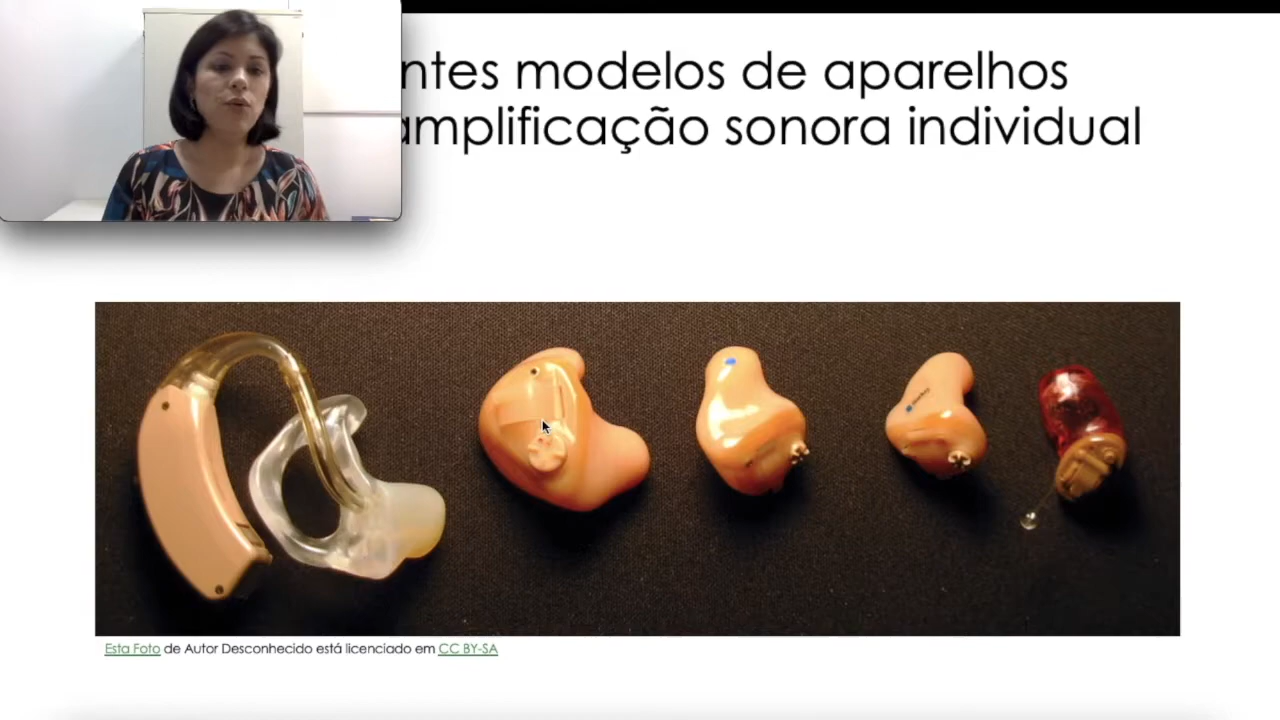 ntes modelos de aparelhos
amplificação sonora individual
Esta Foto de Autor Desconhecido está licenciado em CC BY-SA